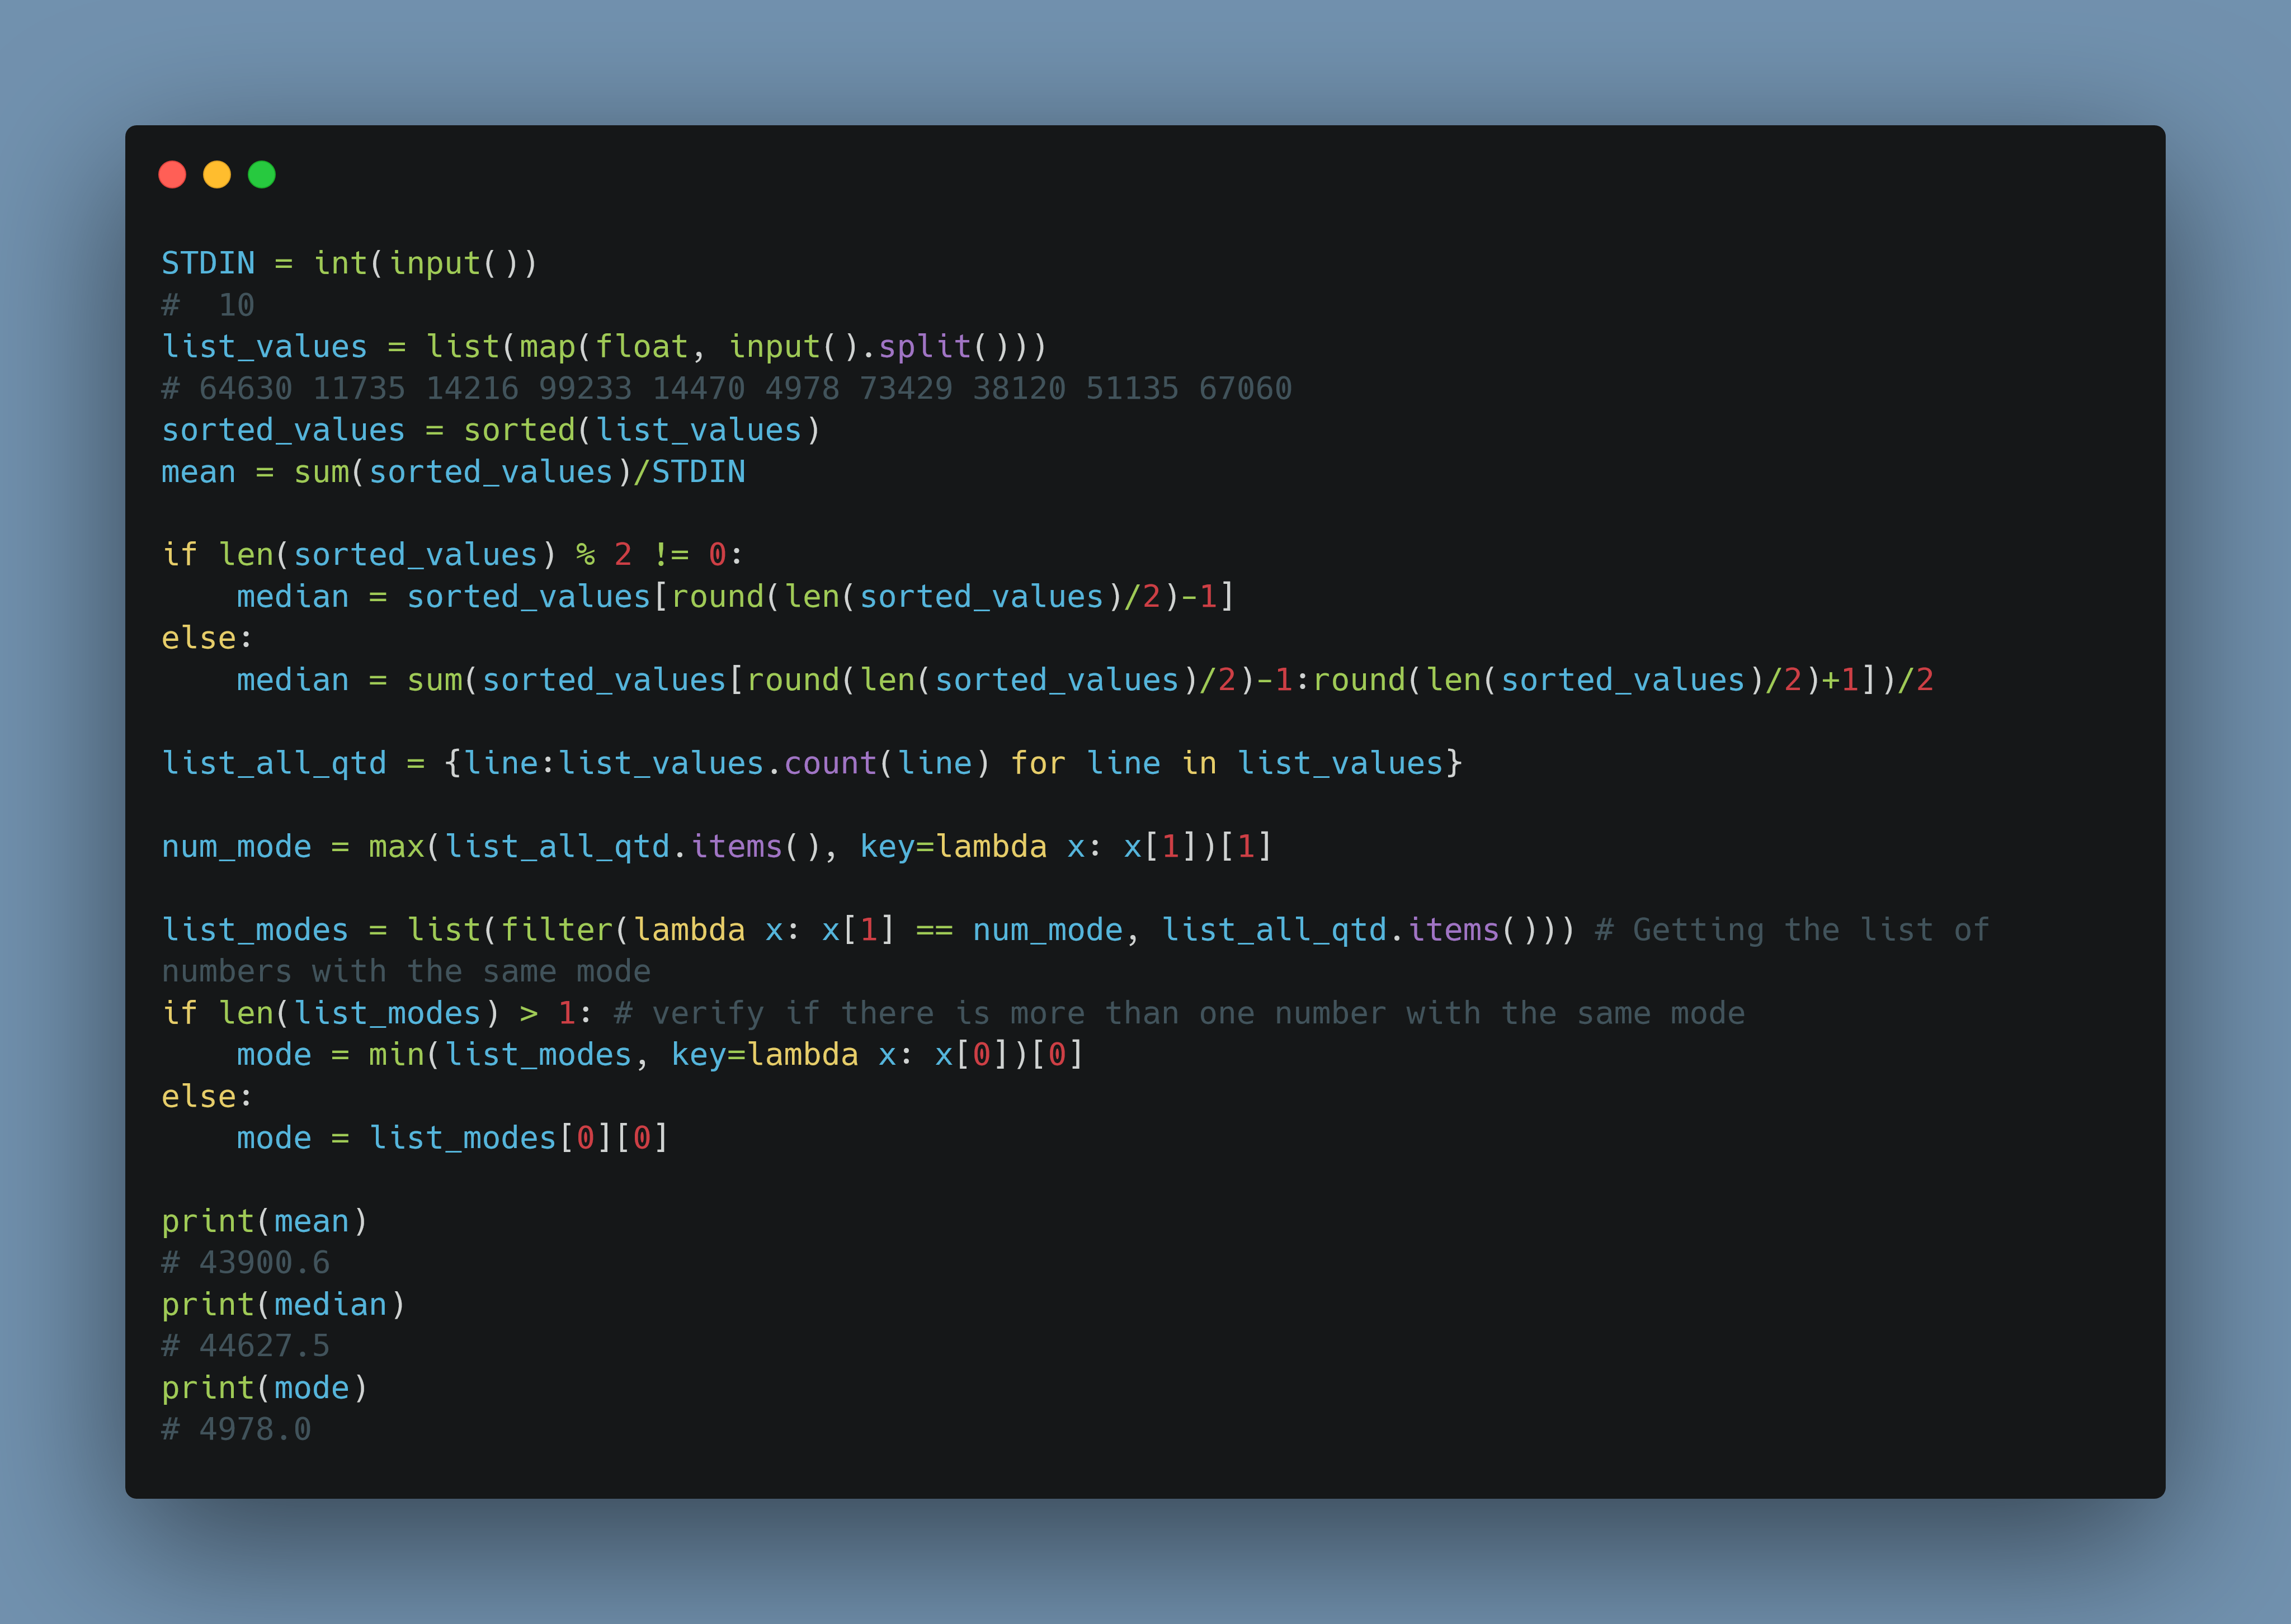 STDIN = int(input())
#  10
list_values = list(map(float, input().split()))
# 64630 11735 14216 99233 14470 4978 73429 38120 51135 67060
sorted_values = sorted(list_values)
mean = sum(sorted_values)/STDIN
if len(sorted_values) % 2 != 0:
    median = sorted_values[round(len(sorted_values)/2)-1]
else:
    median = sum(sorted_values[round(len(sorted_values)/2)-1:round(len(sorted_values)/2)+1])/2
list_all_qtd = {line:list_values.count(line) for line in list_values}
num_mode = max(list_all_qtd.items(), key=lambda x: x[1])[1]
list_modes = list(filter(lambda x: x[1] == num_mode, list_all_qtd.items())) # Getting the list of
numbers with the same mode
if len(list_modes) > 1: # verify if there is more than one number with the same mode
    mode = min(list_modes, key=lambda x: x[0])[0]
else:
    mode = list_modes[0][0]
print(mean)
# 43900.6
print(median)
# 44627.5
print(mode)
# 4978.0